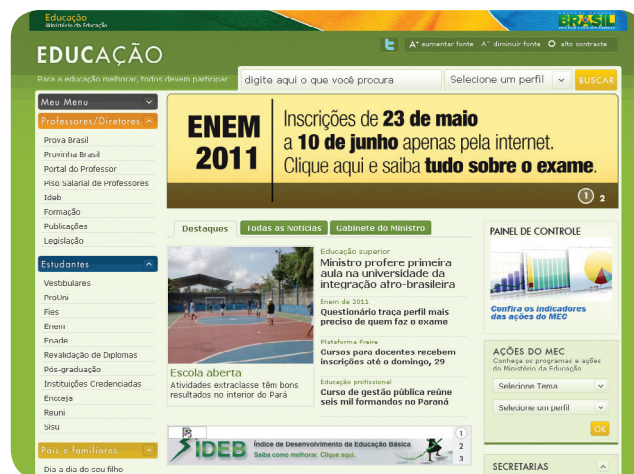 Educação
Ministério da Educação
BRASIL
EDUCAÇÃO
A+ aumentar fonte A- diminuir fonte alto contraste
Para a educação melhorar, todos devem participar
digite aqui o que você procura
Selecione um perfil
BUSCAR
Meu Menu
Professores/Diretores
Prova Brasil
Provinha Brasil
Portal do Professor
Piso Salarial de Professores
Ideb
Formação
Publicações
Legislação
Estudantes
Vestibulares
ProUni
Fies
Enem
Enade
Revalidação de Diplomas
Pós-graduação
Instituições Credenciadas
Encceja
Reuni
Sisu
Pais e familiares
Dia a dia do seu filho
ENEM
2011
Inscrições de 23 de maio
a 10 de junho apenas pela internet.
Clique aqui e saiba tudo sobre o exame.
1 2
Destaques
Todas as Notícias
Gabinete do Ministro
Escola aberta
Atividades extraclasse têm bons
resultados no interior do Pará
Educação superior
Ministro profere primeira
aula na universidade da
integração afro-brasileira
Enem de 2011
Questionário traça perfil mais
preciso de quem faz o exame
Plataforma Freire
Cursos para docentes recebem
inscrições até o domingo, 29
Educação profissional
Curso de gestão pública reúne
seis mil formandos no Paraná
IDEB
Índice de Desenvolvimento da Educação Básica
Saiba como melhorar. Clique aqui.
1
2
3
PAINEL DE CONTROLE
Confira os indicadores
das ações do MEC
AÇÕES DO MEC
Conheça os programas e ações
do Ministério da Educação
Selecione Tema
Selecione um perfil
OK
SECRETARIAS